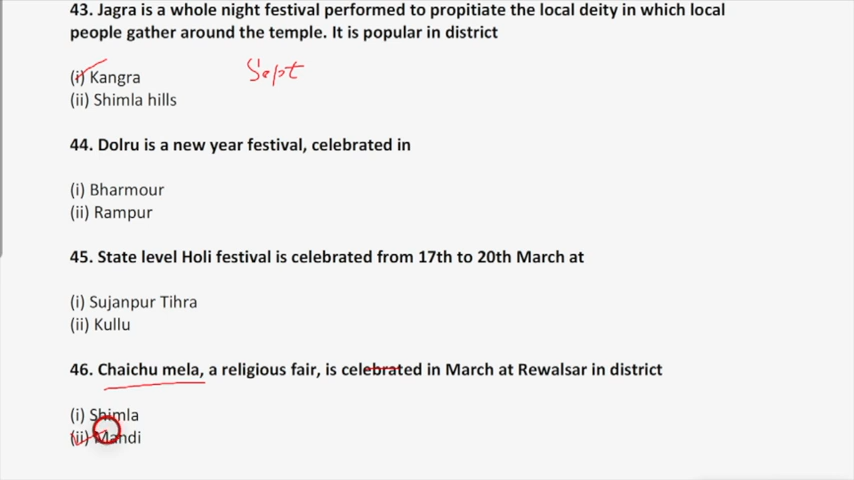 43. Jagra is a whole night festival performed to propitiate the local deity in which local
people gather around the temple. It is popular in district
(i) Kangra
Sept
(ii) Shimla hills
44. Dolru is a new year festival, celebrated in
(i) Bharmour
(ii) Rampur
45. State level Holi festival is celebrated from 17th to 20th March at
(i) Sujanpur Tihra
(ii) Kullu
46. Chaichu mela, a religious fair, is celebrated in March at Rewalsar in district
(i) Shimla
(ii) Mandi